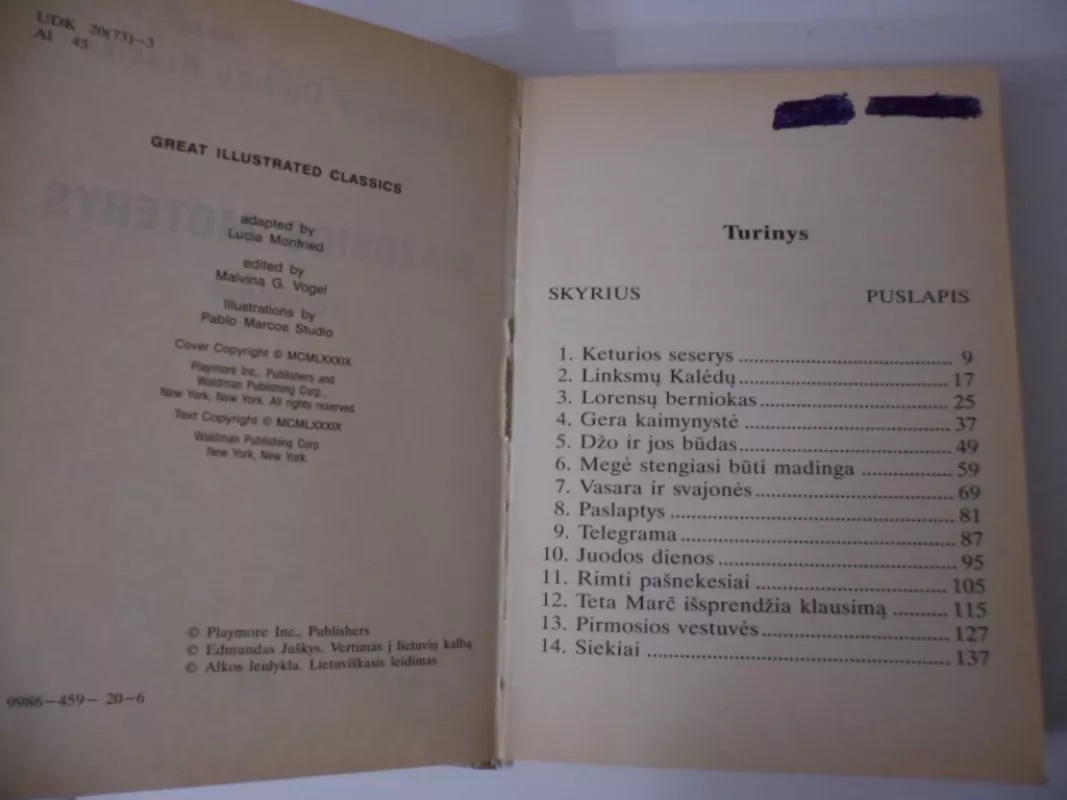 UDK 20(73)-3
Al 45
GREAT ILLUSTRATED CLASSICS
adapted by
Lucia Monfried
edited by
Malvina G. Vogel
Illustrations by
Pablo Marcos Studio
Cover Copyright © MCMLXXXIX
Playmore Inc., Publishers and
Waldman Publishing Corp.,
New York, New York. All rights reserved.
Text Copyright © MCMLXXXIX
Waldman Publishing Corp.
New York, New York.
© Playmore Inc., Publishers
© Edmundas Juškys. Vertimas į lietuvių kalbą
© Alkos leidykla. Lietuviškasis leidimas
9986-459- 20-6
Turinys
SKYRIUS PUSLAPIS
1. Keturios seserys 9
2. Linksmų Kalėdų 17
3. Lorensų berniokas 25
4. Gera kaimynystė 37
5. Džo ir jos būdas 49
6. Megė stengiasi būti madinga 59
7. Vasara ir svajonės 69
8. Paslaptys 81
9. Telegrama 87
10. Juodos dienos 95
11. Rimti pašnekesiai 105
12. Teta Marč išsprendžia klausimą 115
13. Pirmosios vestuvės 127
14. Siekiai 137